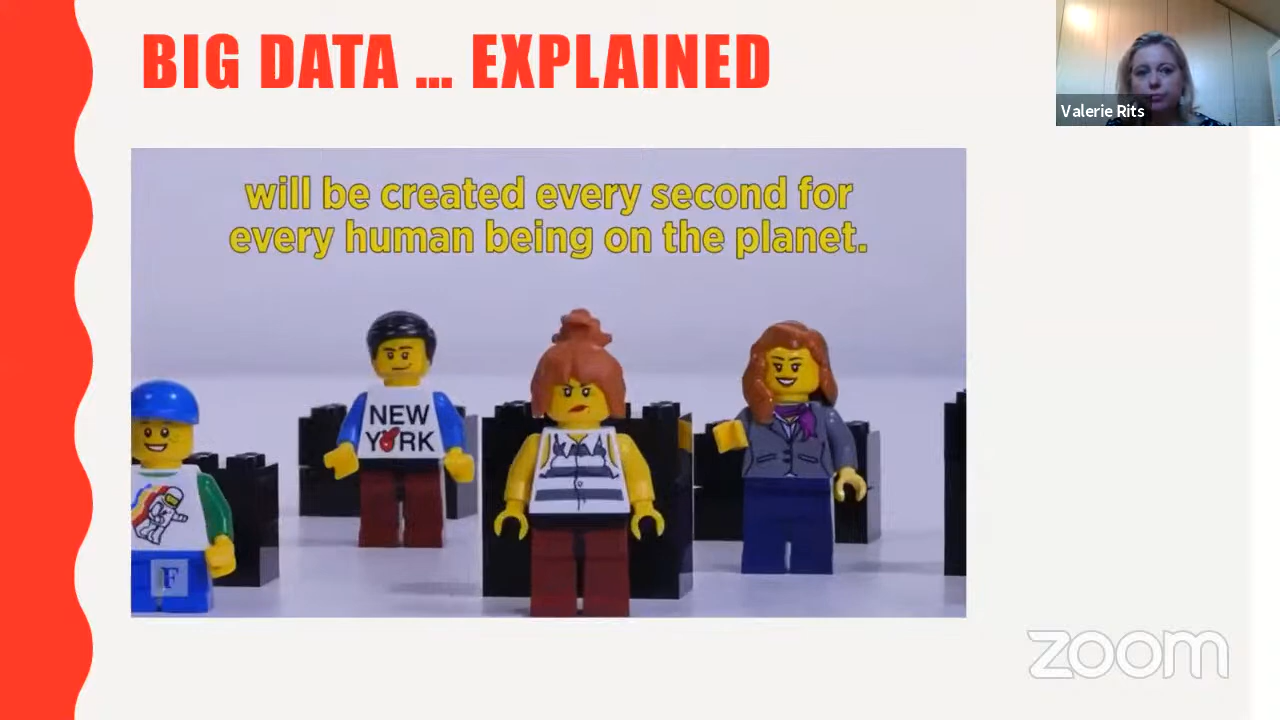 BIG DATA ... EXPLAINED
Valerie Rits
will be created every second for
every human being on the planet.
NEW
YORK
F
zoom